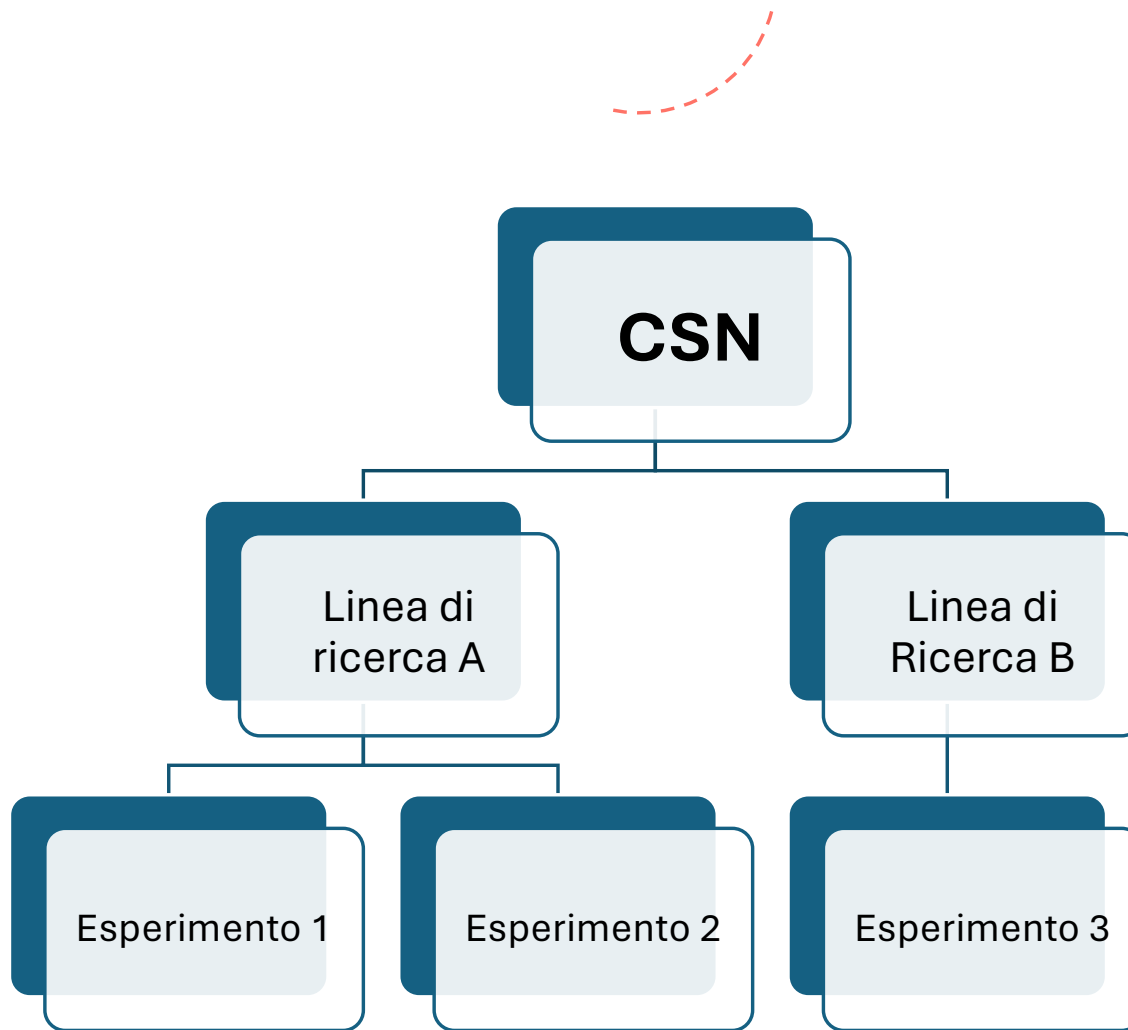 CSN
Linea di
ricerca A
Linea di
Ricerca B
Esperimento 1
Esperimento 2
Esperimento 3